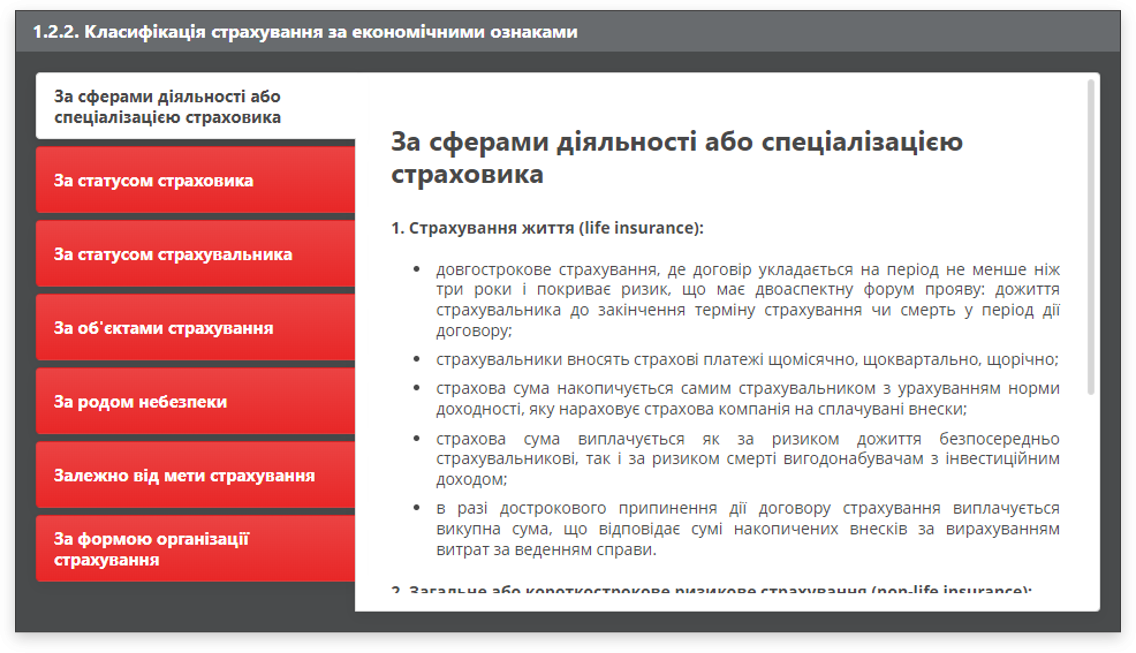 1.2.2. Класифікація страхування за економічними ознаками
За сферами діяльності або
спеціалізацією страховика
За статусом страховика
За статусом страхувальника
За об'єктами страхування
За родом небезпеки
Залежно від мети страхування
За формою організації
страхування
За сферами діяльності або спеціалізацією
страховика
1. Страхування життя (life insurance):
• довгострокове страхування, де договір укладається на період не менше ніж
три роки і покриває ризик, що має двоаспектну форум прояву: дожиття
страхувальника до закінчення терміну страхування чи смерть у період дії
договору;
• страхувальники вносять страхові платежі щомісячно, щоквартально, щорічно;
• страхова сума накопичується самим страхувальником з урахуванням норми
доходності, яку нараховує страхова компанія на сплачувані внески;
• страхова сума виплачується як за ризиком дожиття безпосередньо
страхувальникові, так і за ризиком смерті вигодонабувачам з інвестиційним
доходом;
• в разі дострокового припинення дії договору страхування виплачується
викупна сума, що відповідає сумі накопичених внесків за вирахуванням
витрат за веденням справи.
2. Загальне або короткострокове ризикове страхування (non-life insurance):